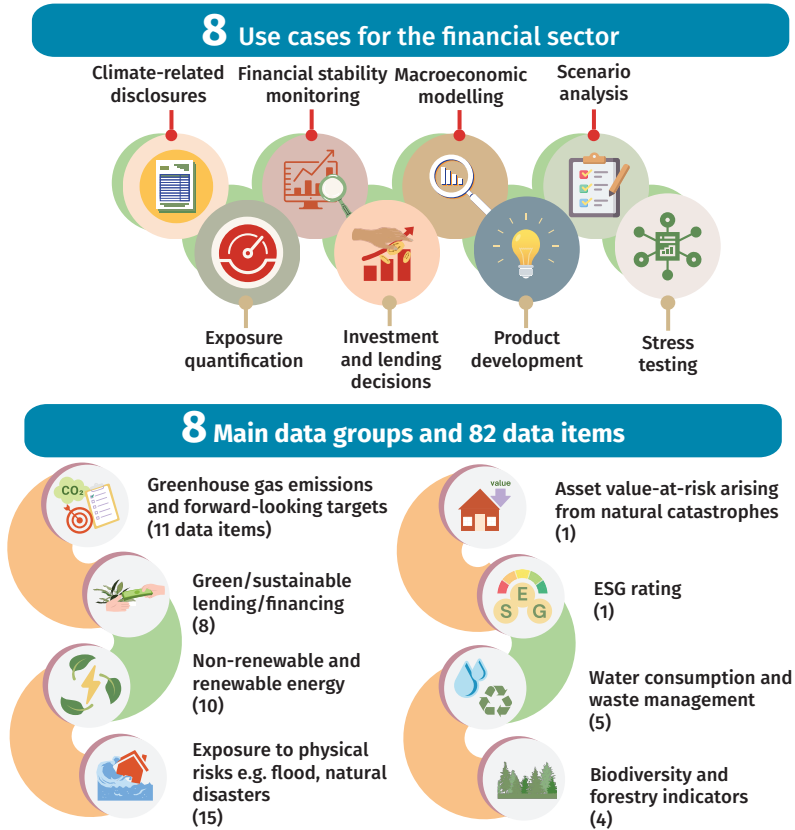 8 Use cases for the financial sector
Climate-related
disclosures
Financial stability
monitoring
Macroeconomic
modelling
Scenario
analysis
Exposure
quantification
Investment
and lending
decisions
Product
development
Stress
testing
8 Main data groups and 82 data items
CO₂
Greenhouse gas emissions
and forward-looking targets
(11 data items)
Green/sustainable
lending/financing
(8)
Non-renewable and
renewable energy
(10)
Exposure to physical
risks e.g. flood, natural
disasters
(15)
value
Asset value-at-risk arising
from natural catastrophes
(1)
E
S G
ESG rating
(1)
Water consumption and
waste management
(5)
Biodiversity and
forestry indicators
(4)